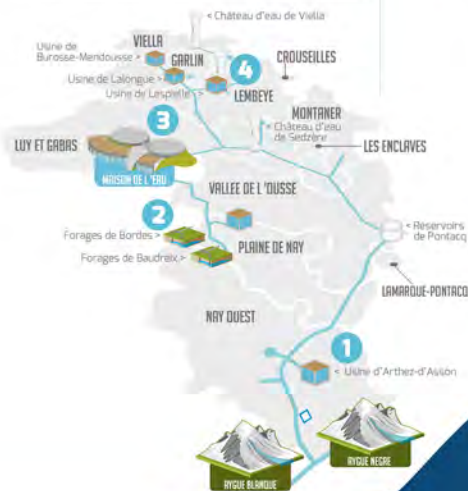 < Château d'eau de Viella
VIELLA
Usine de
Burosse-Mendousse >
GARLIN
4
CROUSEILLES
Usine de Lalongue >
Usine de Lespielle >
LEMBEYE
MONTANER
3
< Château d'eau
de Sedzère
LUY ET GABAS
LES ENCLAVES
MAISON DE L'EAU
VALLEE DE L'OUSSE
2
< Réservoirs
de Pontacq
Forages de Bordes >
PLAINE DE NAY
Forages de Baudreix >
LAMARQUE-PONTACQ
NAY OUEST
1
< Usine d'Arthez-d'Asson
AYGUE NEGRE
AYGUE BLANQUE